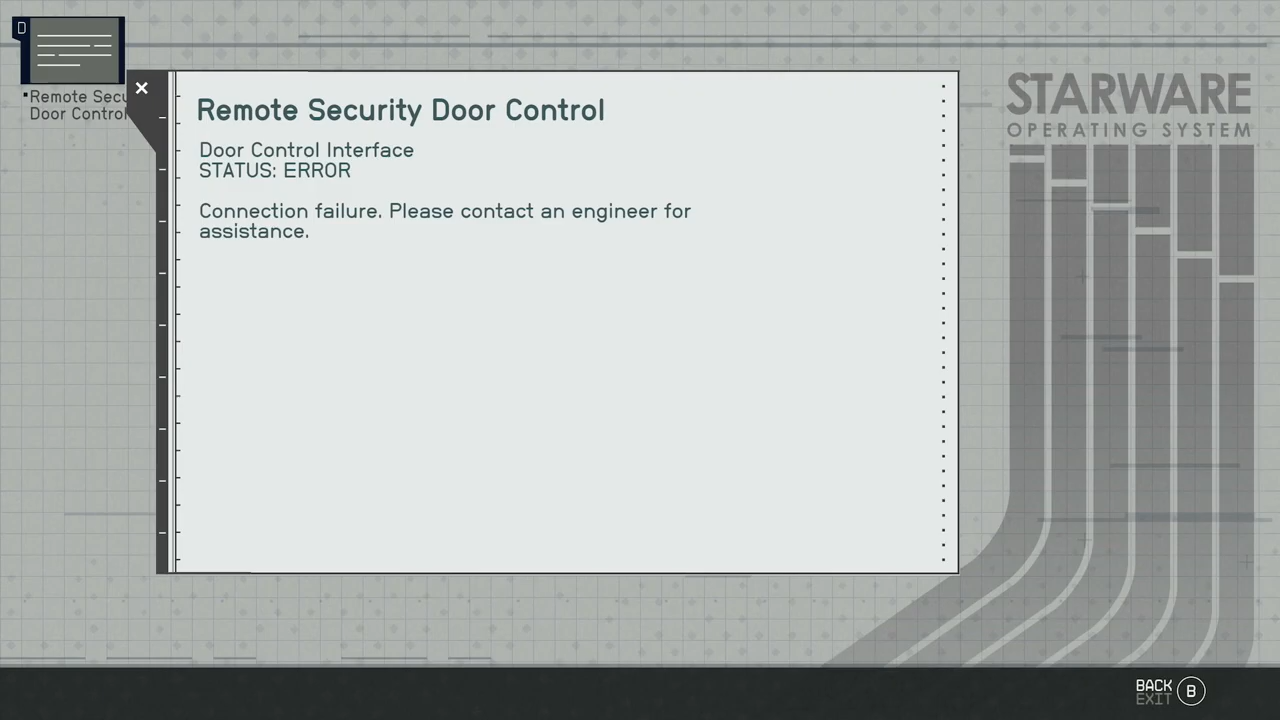 D
Remote Secu
Door Control
×
Remote Security Door Control
Door Control Interface
STATUS: ERROR
Connection failure. Please contact an engineer for
assistance.
STARWARE
OPERATING SYSTEM
BACK
EXIT
B